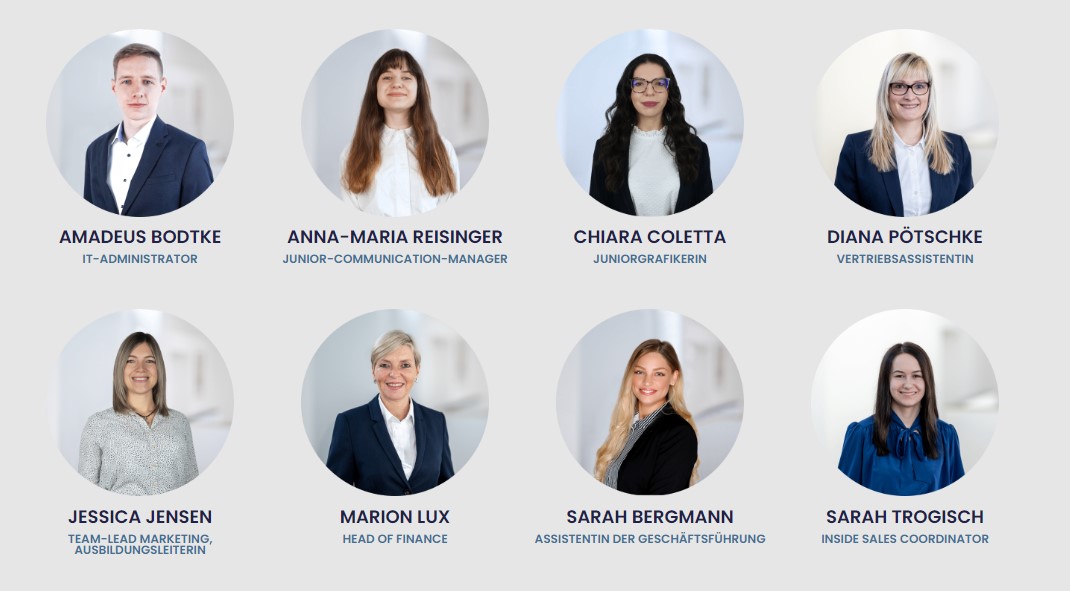 AMADEUS BODTKE
IT-ADMINISTRATOR
ANNA-MARIA REISINGER
JUNIOR-COMMUNICATION-MANAGER
CHIARA COLETTA
JUNIORGRAFIKERIN
DIANA PÖTSCHKE
VERTRIEBSASSISTENTIN
JESSICA JENSEN
TEAM-LEAD MARKETING,
AUSBILDUNGSLEITERIN
MARION LUX
HEAD OF FINANCE
SARAH BERGMANN
ASSISTENTIN DER GESCHÄFTSFÜHRUNG
SARAH TROGISCH
INSIDE SALES COORDINATOR